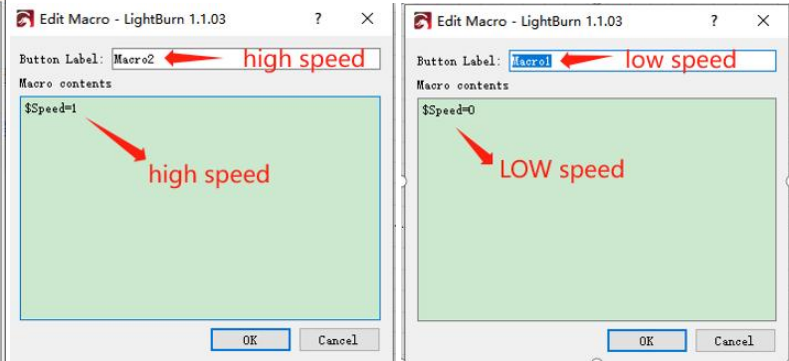 Edit Macro - LightBurn 1.1.03 ? ×
Button Label: Macro2 high speed
Macro contents
$Speed=1
high speed
OK Cancel
Edit Macro - LightBurn 1.1.03 ? ×
Button Label: Macro1 low speed
Macro contents
$Speed=0
LOW speed
OK Cancel